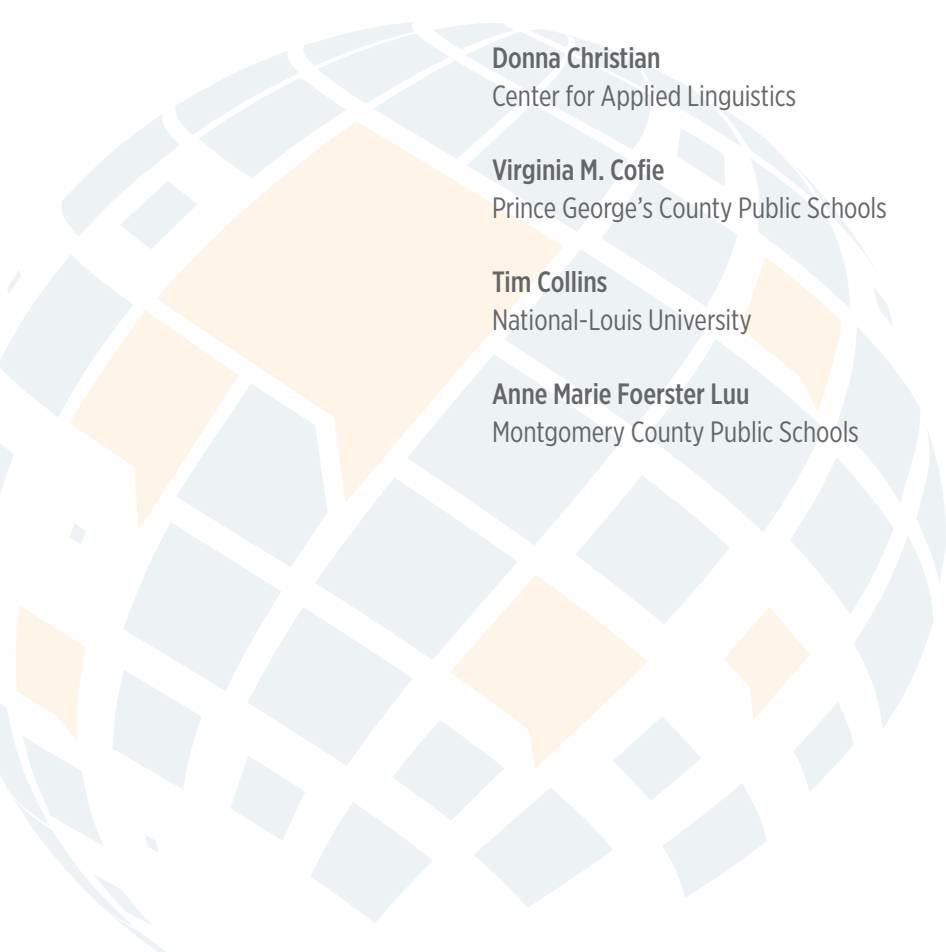 Donna Christian
Center for Applied Linguistics
Virginia M. Cofie
Prince George’s County Public Schools
Tim Collins
National-Louis University
Anne Marie Foerster Luu
Montgomery County Public Schools